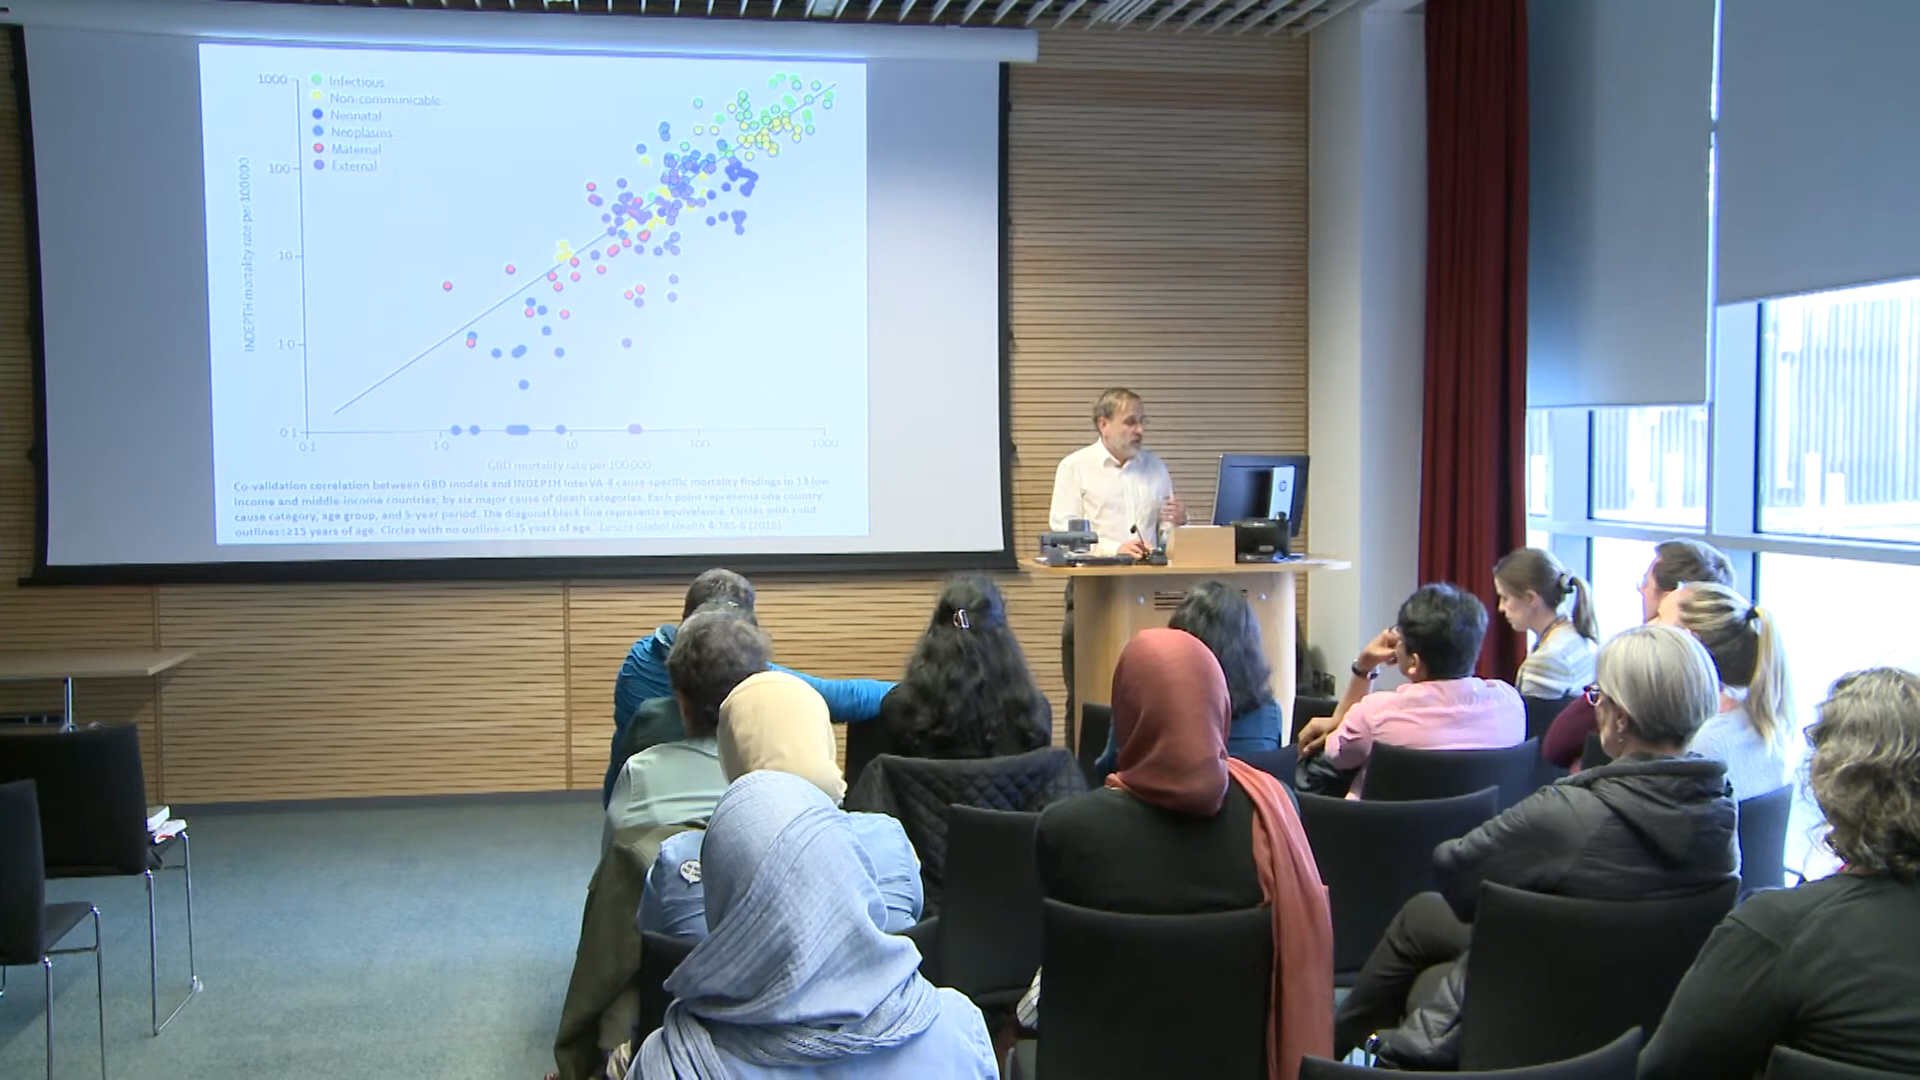 1000
Infectious
Non-communicable
Neonatal
Neoplasms
Maternal
External
100
10
1·0
0·1
INDEPTH mortality rate per 100 000
0·1
1·0
10
100
1000
GBD mortality rate per 100 000
Co-validation correlation between GBD models and INDEPTH InterVA-4 cause-specific mortality findings in 13 low
income and middle-income countries, by six major cause of death categories. Each point represents one country,
cause category, age group, and 5-year period. The diagonal black line represents equivalence. Circles with solid
outlines=≥15 years of age. Circles with no outline=<15 years of age. Lancet Global Health 4:785-6 (2016)
hp